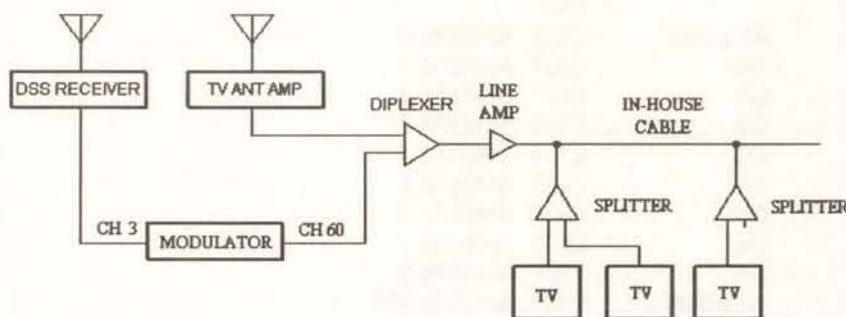 DSS RECEIVER
TV ANT AMP
DIPLEXER
LINE
AMP
IN-HOUSE
CABLE
CH 3
MODULATOR
CH 60
SPLITTER
SPLITTER
TV
TV
TV